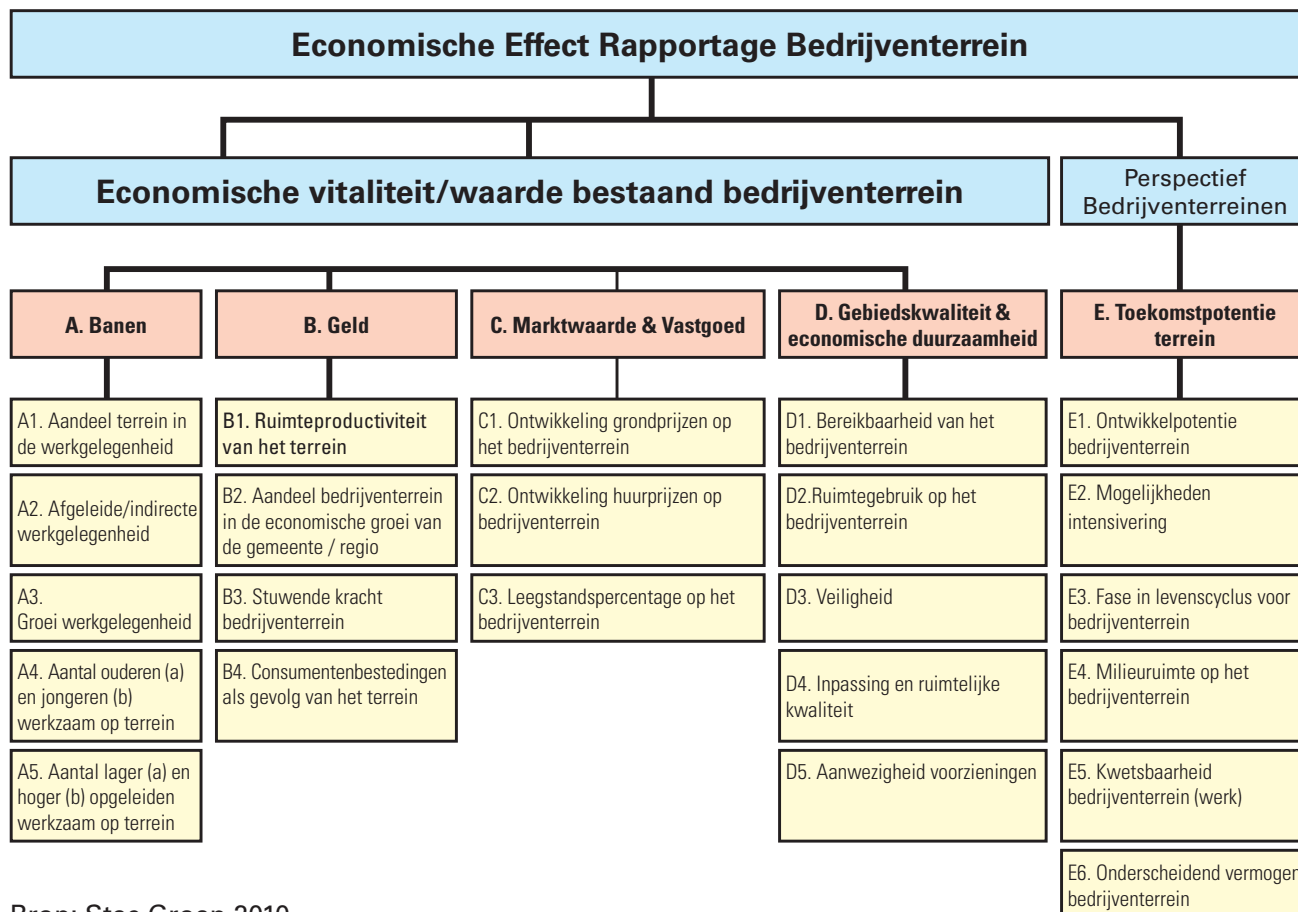 Economische Effect Rapportage Bedrijventerrein
Economische vitaliteit/waarde bestaand bedrijventerrein
Perspectief
Bedrijventerreinen
A. Banen
B. Geld
C. Marktwaarde & Vastgoed
D. Gebiedskwaliteit &
economische duurzaamheid
E. Toekomstpotentie
terrein
A1. Aandeel terrein in
de werkgelegenheid
A2. Afgeleide/indirecte
werkgelegenheid
A3.
Groei werkgelegenheid
A4. Aantal ouderen (a)
en jongeren (b)
werkzaam op terrein
A5. Aantal lager (a) en
hoger (b) opgeleiden
werkzaam op terrein
B1. Ruimteproductiviteit
van het terrein
B2. Aandeel bedrijventerrein
in de economische groei van
de gemeente / regio
B3. Stuwende kracht
bedrijventerrein
B4. Consumentenbestedingen
als gevolg van het terrein
C1. Ontwikkeling grondprijzen op
het bedrijventerrein
C2. Ontwikkeling huurprijzen op
bedrijventerrein
C3. Leegstandspercentage op het
bedrijventerrein
D1. Bereikbaarheid van het
bedrijventerrein
D2.Ruimtegebruik op het
bedrijventerrein
D3. Veiligheid
D4. Inpassing en ruimtelijke
kwaliteit
D5. Aanwezigheid voorzieningen
E1. Ontwikkelpotentie
bedrijventerrein
E2. Mogelijkheden
intensivering
E3. Fase in levenscyclus voor
bedrijventerrein
E4. Milieuruimte op het
bedrijventerrein
E5. Kwetsbaarheid
bedrijventerrein (werk)
E6. Onderscheidend vermogen
bedrijventerrein